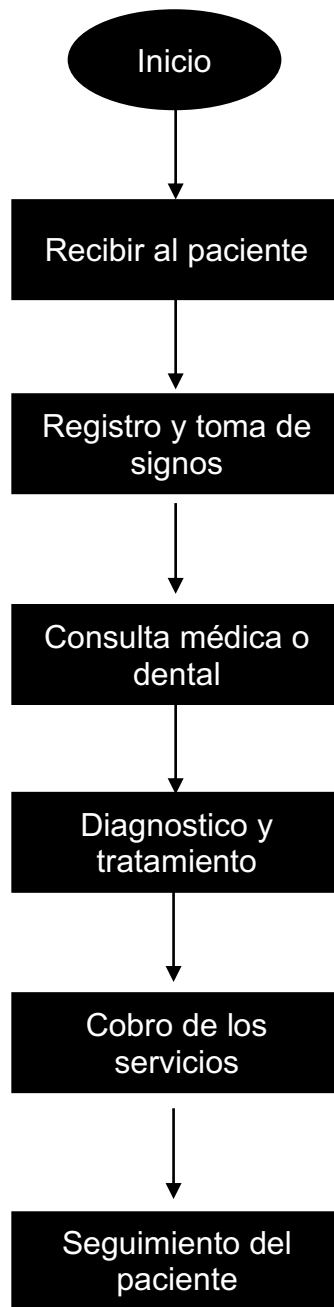 Inicio
Recibir al paciente
Registro y toma de
signos
Consulta médica o
dental
Diagnostico y
tratamiento
Cobro de los
servicios
Seguimiento del
paciente